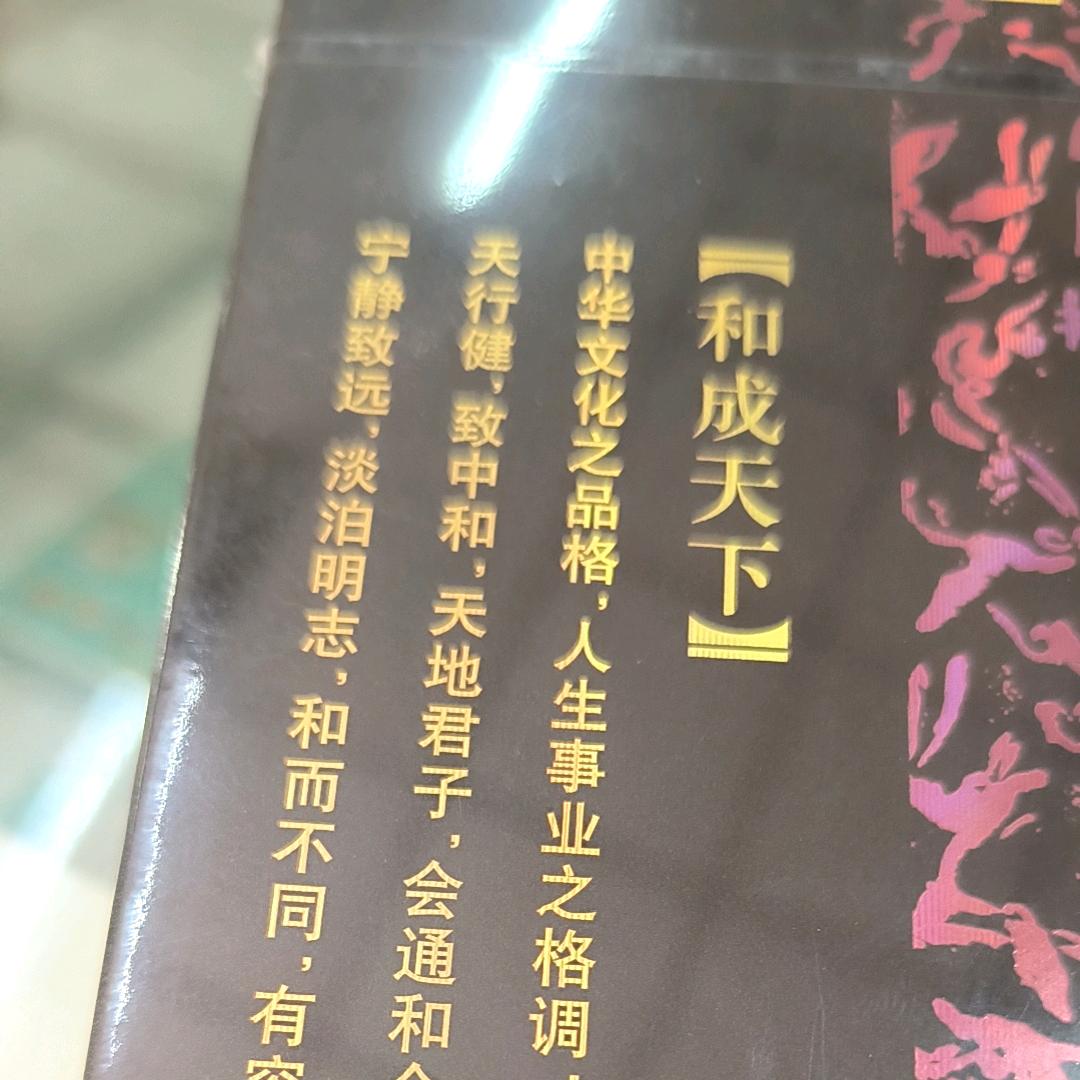 【和成天下】
中华文化之品格，人生事业之格调，
天行健，致中和，天地君子，会通和
宁静致远，淡泊明志，和而不同，有